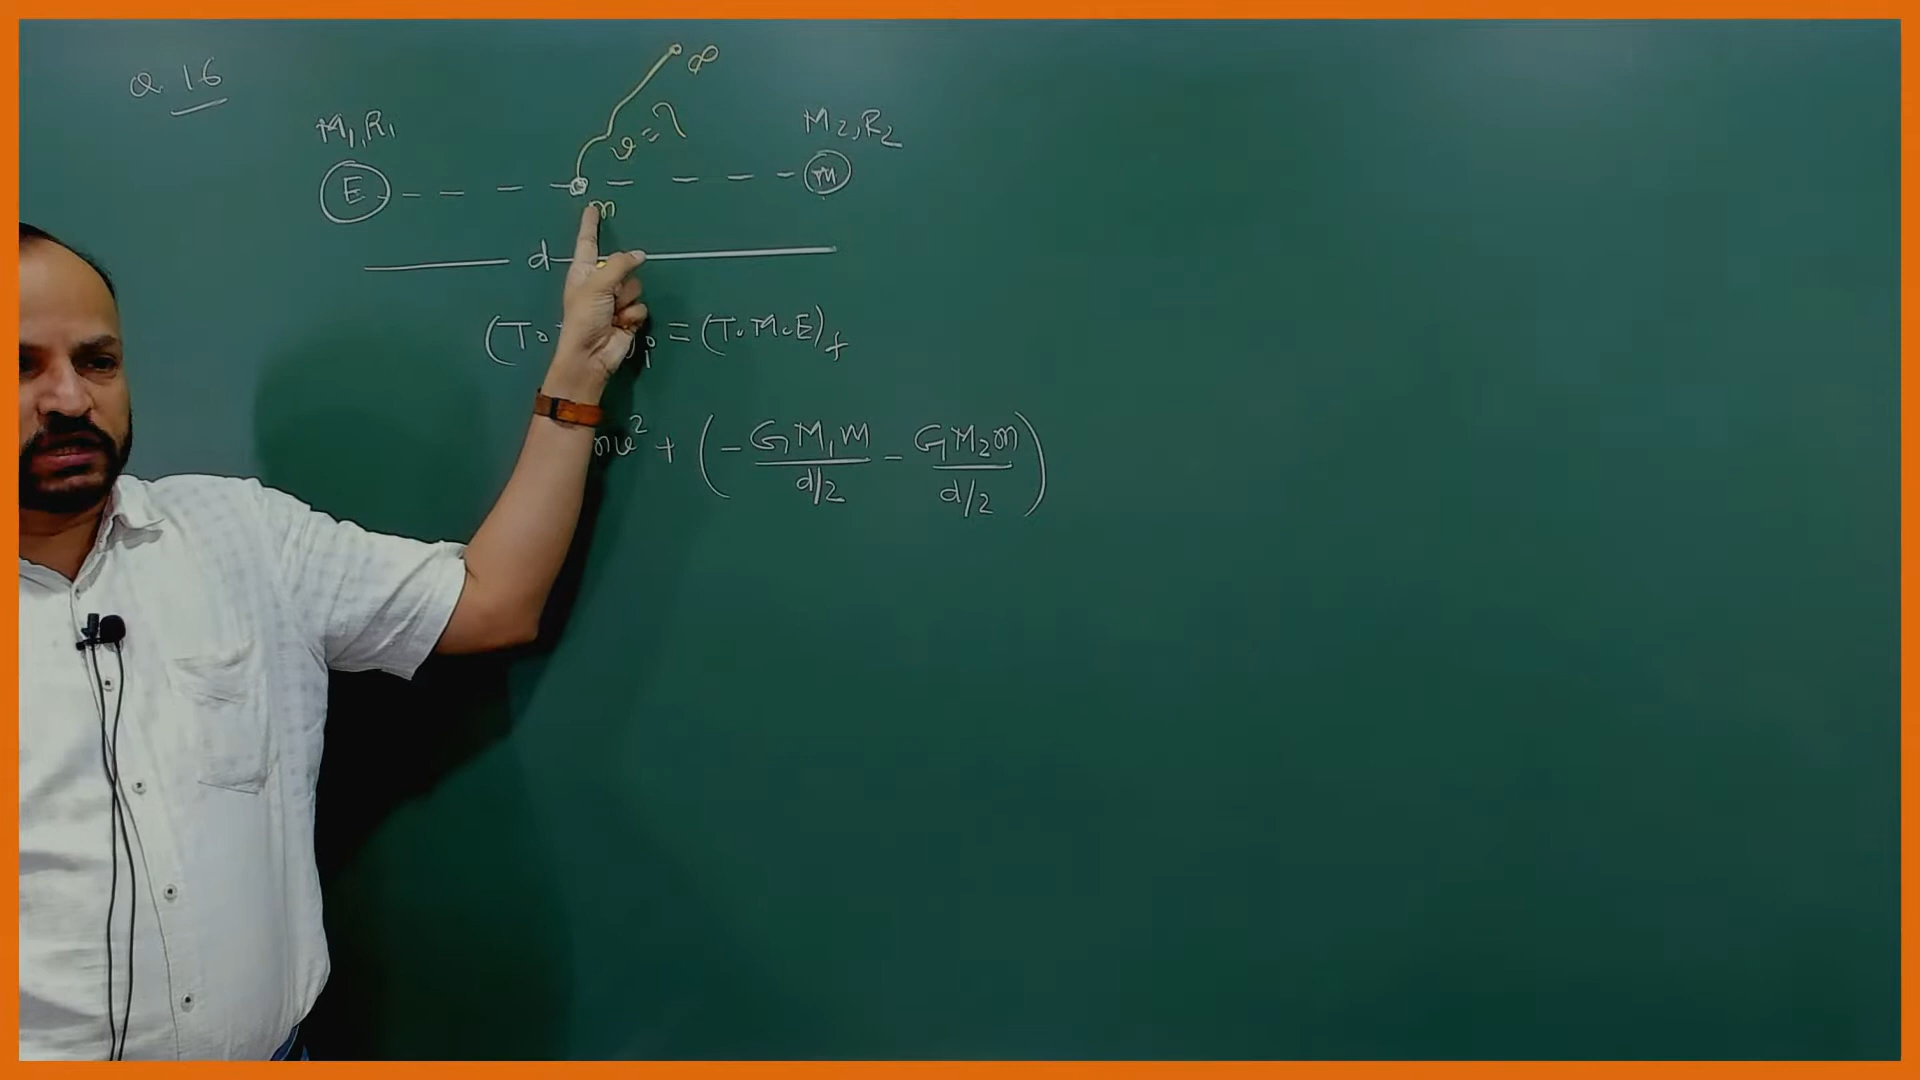 Q. 16
∞
M₁,R₁
v = ?
M₂,R₂
E
m
m
d
(T. = (T.M.E)f
mv² + (- GM₁m/d/2 - GM₂m/d/2)